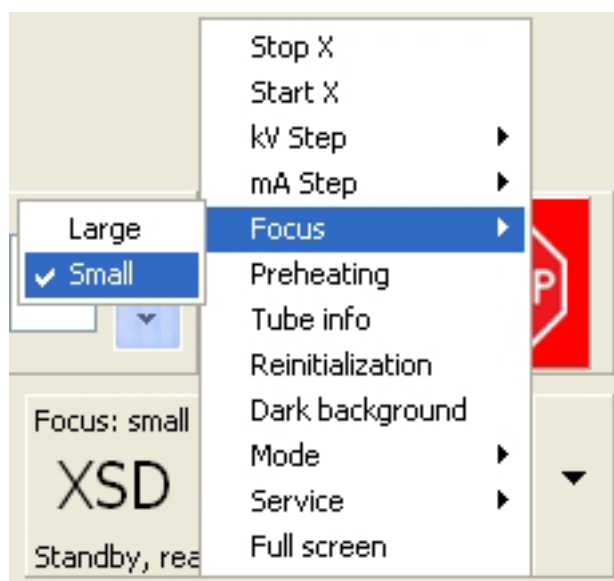 Stop X
Start X
kV Step
mA Step
Focus
Large
Small
Preheating
Tube info
Reinitialization
Dark background
Mode
Service
Full screen
Focus: small
XSD
Standby,